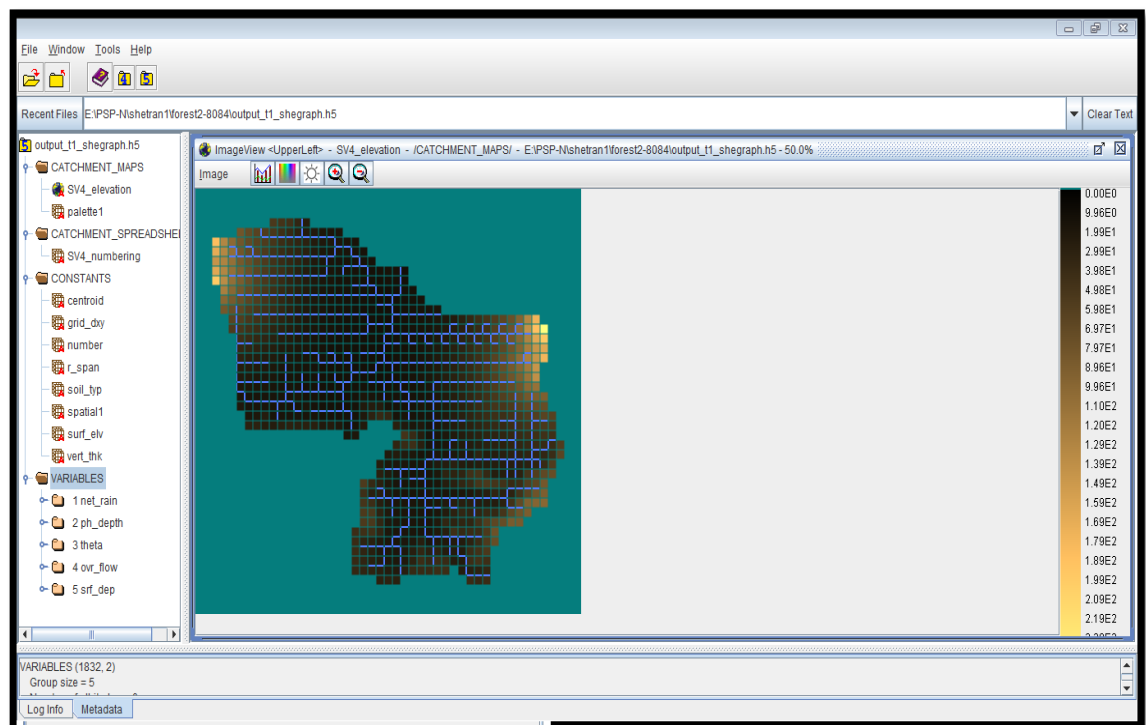 File Window Tools Help
4 5
Recent Files E:\PSP-N\shetran1\forest2-8084\output_t1_shegraph.h5 Clear Text
5 output_t1_shegraph.h5
CATCHMENT_MAPS
SV4_elevation
palette1
CATCHMENT_SPREADSHE
SV4_numbering
CONSTANTS
centroid
grid_dxy
number
r_span
soil_typ
spatial1
surf_elv
vert_thk
VARIABLES
1 net_rain
2 ph_depth
3 theta
4 ovr_flow
5 srf_dep
ImageView <UpperLeft> - SV4_elevation - /CATCHMENT_MAPS/ - E:\PSP-N\shetran1\forest2-8084\output_t1_shegraph.h5 - 50.0%
Image
0.00E0
9.96E0
1.99E1
2.99E1
3.98E1
4.98E1
5.98E1
6.97E1
7.97E1
8.96E1
9.96E1
1.10E2
1.20E2
1.29E2
1.39E2
1.49E2
1.59E2
1.69E2
1.79E2
1.89E2
1.99E2
2.09E2
2.19E2
VARIABLES (1832, 2)
Group size = 5
Log Info Metadata